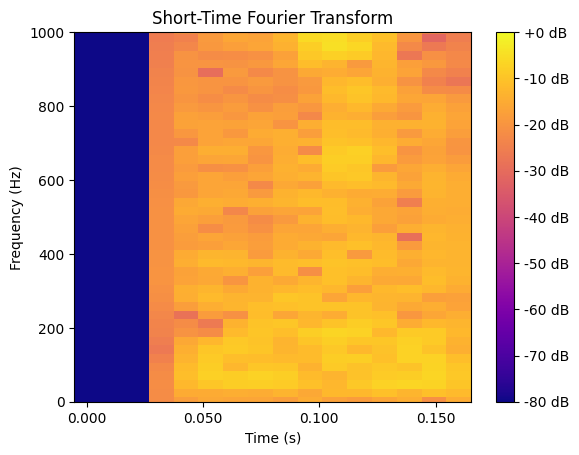 Short-Time Fourier Transform
1000
800
600
400
200
0
Frequency (Hz)
0.000
0.050
0.100
0.150
Time (s)
+0 dB
-10 dB
-20 dB
-30 dB
-40 dB
-50 dB
-60 dB
-70 dB
-80 dB